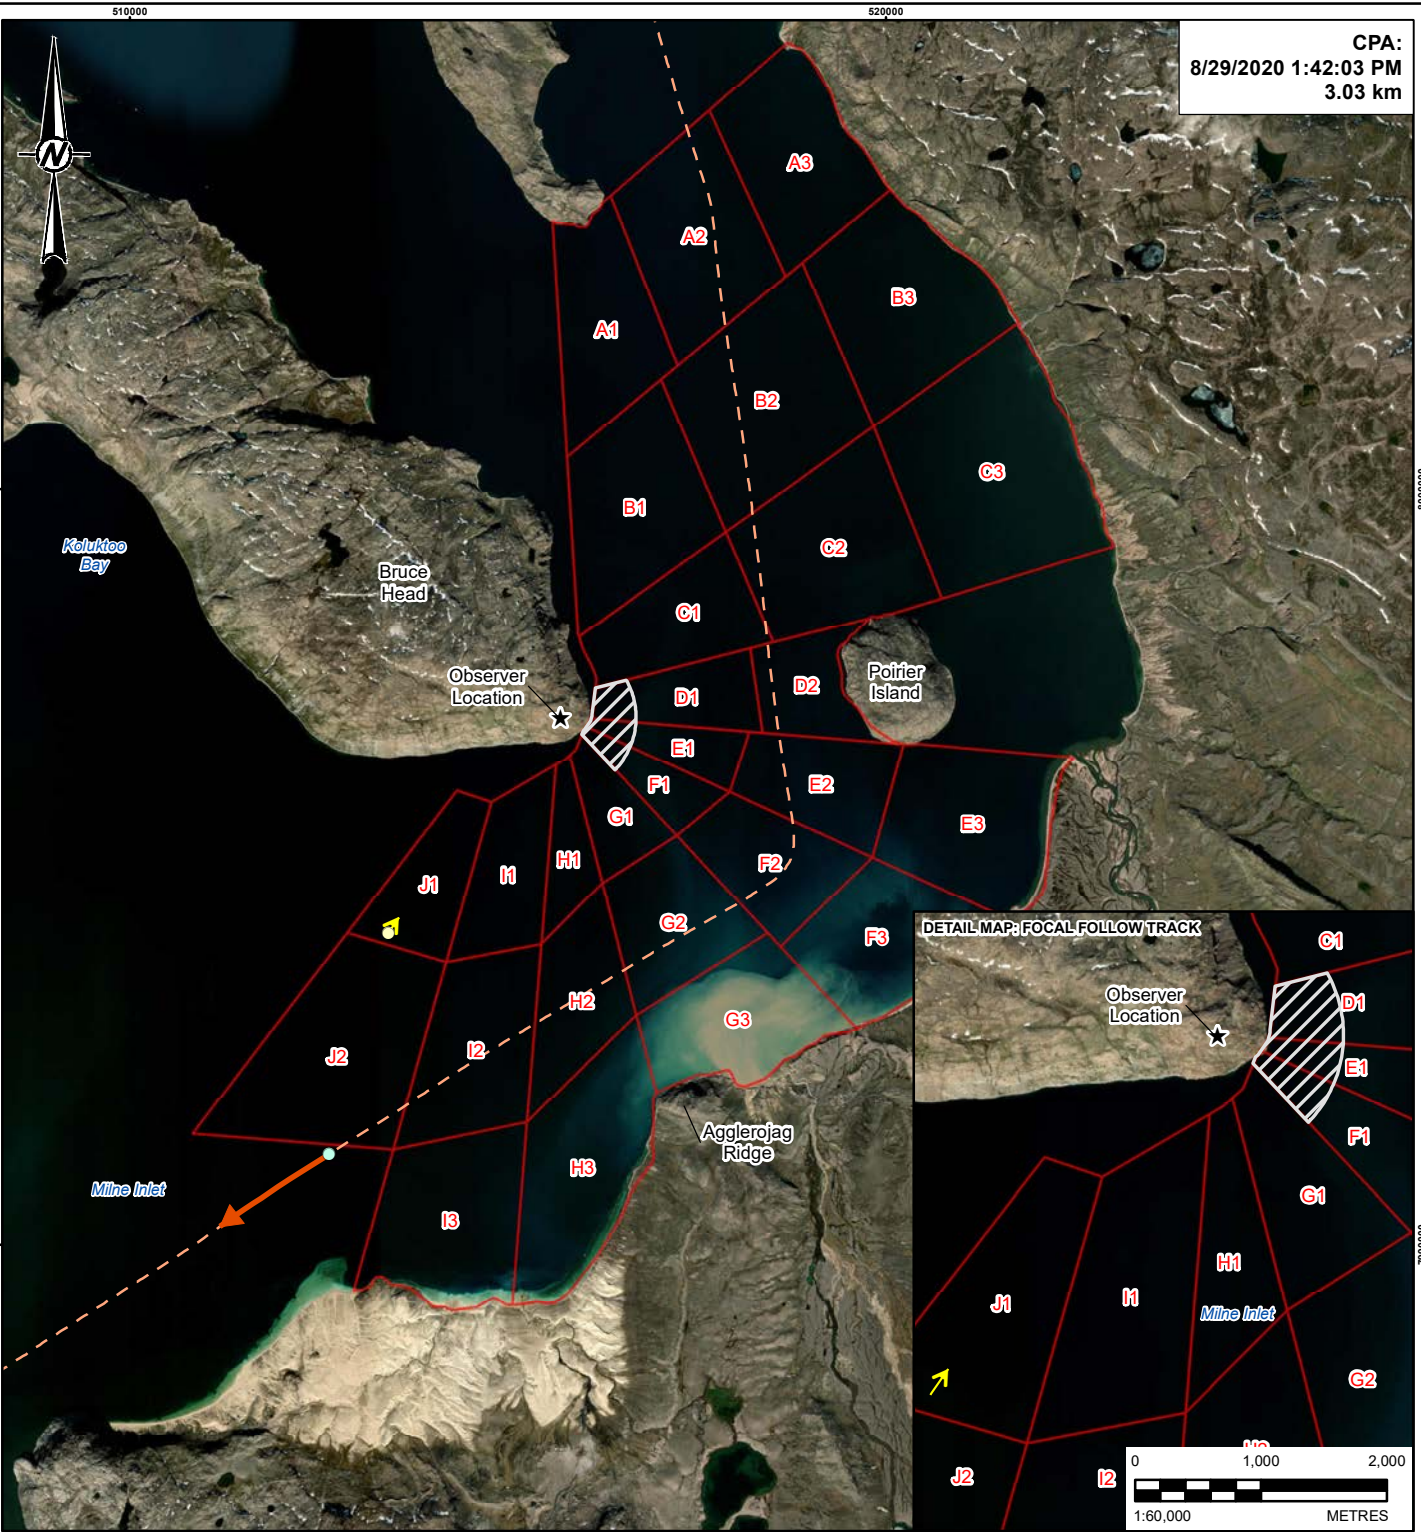 510000
520000
CPA:
8/29/2020 1:42:03 PM
3.03 km
N
A3
A2
B3
A1
B2
C3
B1
C2
Koluktoo
Bay
Bruce
Head
C1
Observer
Location
Poirier
Island
D1
D2
E1
F1
E2
G1
E3
H1
F2
I1
J1
G2
F3
H2
G3
I2
J2
Agglerojag
Ridge
H3
Milne Inlet
I3
DETAIL MAP: FOCAL FOLLOW TRACK
C1
Observer
Location
D1
E1
F1
G1
H1
I1
J1
Milne Inlet
G2
J2
I2
0 1,000 2,000
1:60,000 METRES